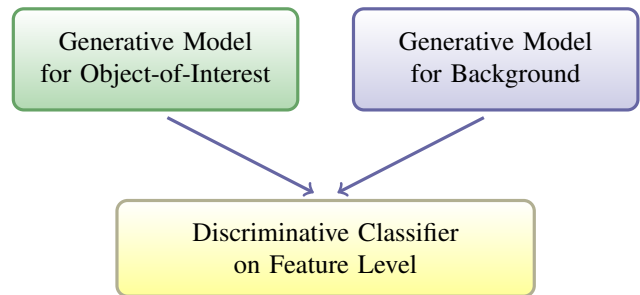 Generative Model
for Object-of-Interest
Generative Model
for Background
Discriminative Classifier
on Feature Level